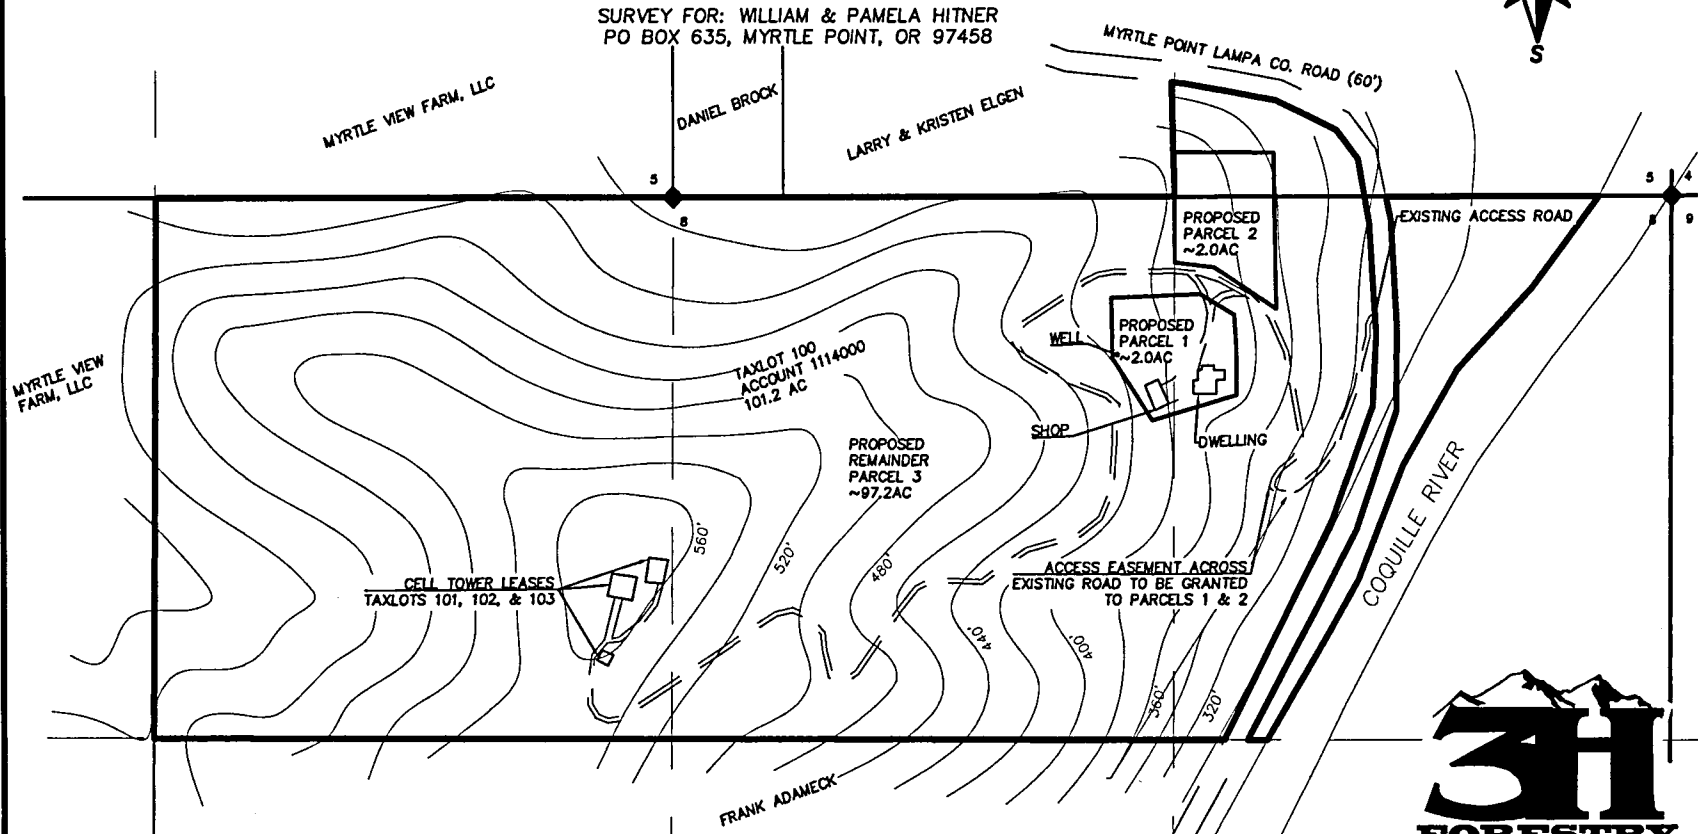 SURVEY FOR: WILLIAM & PAMELA HITNER
PO BOX 635, MYRTLE POINT, OR 97458
S
MYRTLE POINT LAMPA CO. ROAD (60')
MYRTLE VIEW FARM, LLC
DANIEL BROCK
LARRY & KRISTEN ELGEN
5
8
5
4
9
EXISTING ACCESS ROAD
PROPOSED
PARCEL 2
~2.0AC
PROPOSED
PARCEL 1
~2.0AC
WELL
SHOP
DWELLING
MYRTLE VIEW
FARM, LLC
TAXLOT 100
ACCOUNT 1114000
101.2 AC
PROPOSED
REMAINDER
PARCEL 3
~97.2AC
CELL TOWER LEASES
TAXLOTS 101, 102, & 103
560'
520'
480'
440'
400'
360'
320'
ACCESS EASEMENT ACROSS
EXISTING ROAD TO BE GRANTED
TO PARCELS 1 & 2
COQUILLE RIVER
FRANK ADAMECK
3H
FORESTRY